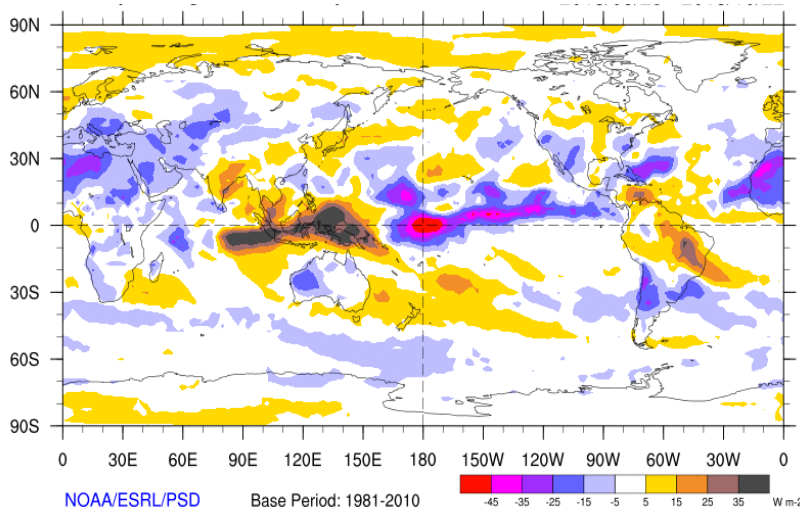 90N
60N
30N
0
30S
60S
90S
0 30E 60E 90E 120E 150E 180 150W 120W 90W 60W 30W 0
-45 -35 -25 -15 -5 5 15 25 35 W m-2
NOAA/ESRL/PSD Base Period: 1981-2010